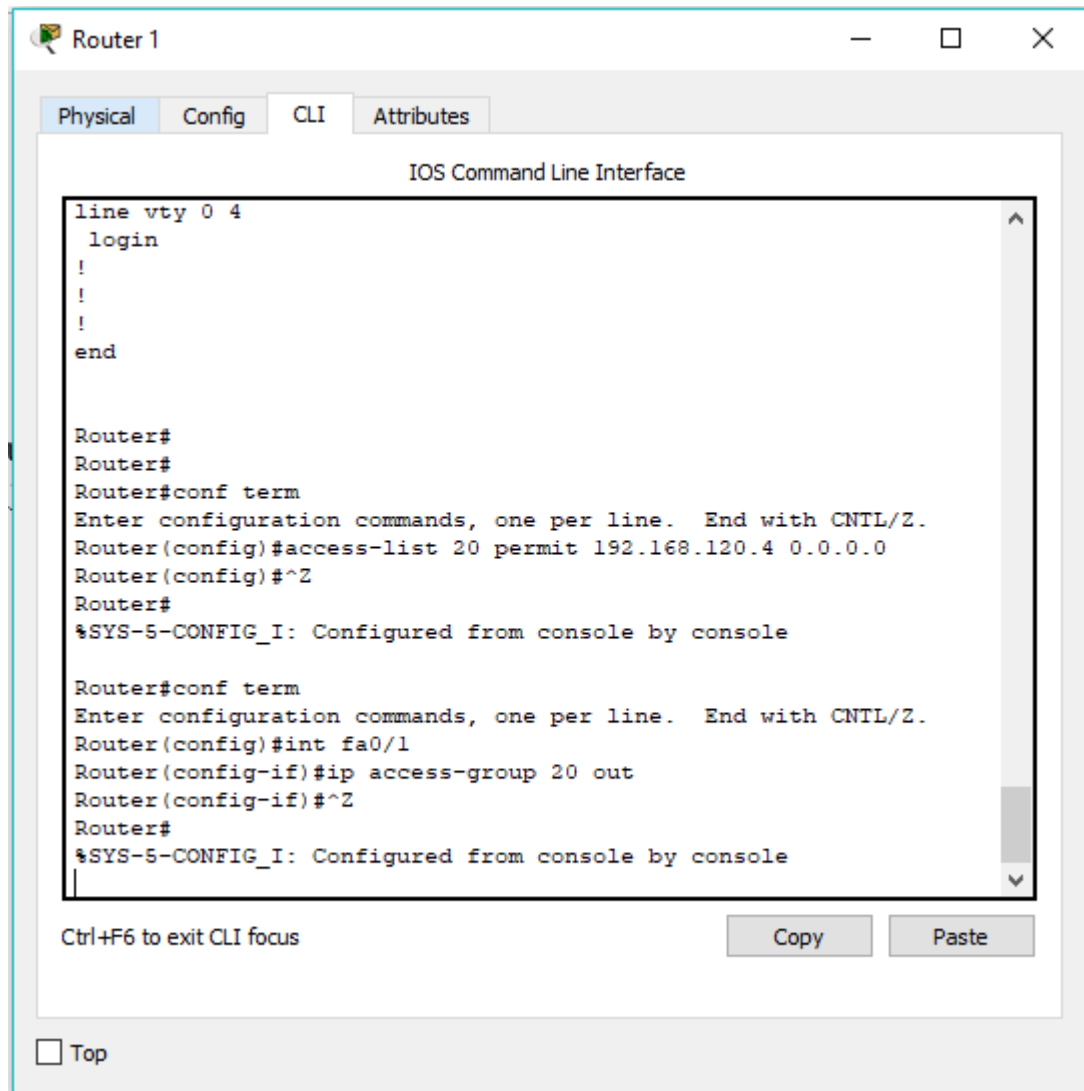 Router 1
Physical Config CLI Attributes
IOS Command Line Interface
line vty 0 4
 login
!
!
!
end
Router#
Router#
Router#conf term
Enter configuration commands, one per line.  End with CNTL/Z.
Router(config)#access-list 20 permit 192.168.120.4 0.0.0.0
Router(config)#^Z
Router#
%SYS-5-CONFIG_I: Configured from console by console
Router#conf term
Enter configuration commands, one per line.  End with CNTL/Z.
Router(config)#int fa0/1
Router(config-if)#ip access-group 20 out
Router(config-if)#^Z
Router#
%SYS-5-CONFIG_I: Configured from console by console
Ctrl+F6 to exit CLI focus
Copy Paste
Top